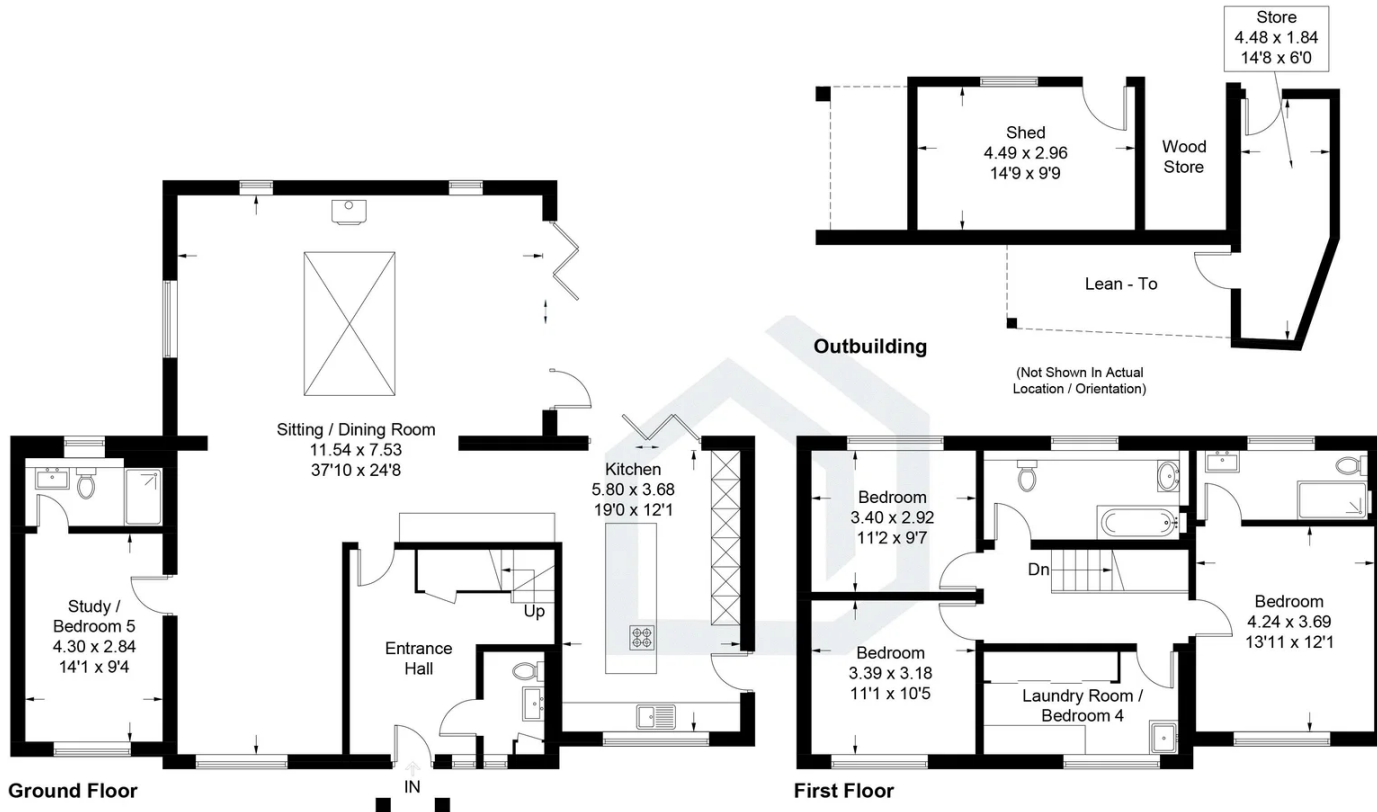 Store
4.48 x 1.84
14'8 x 6'0
Shed
4.49 x 2.96
14'9 x 9'9
Wood
Store
Lean - To
Outbuilding
(Not Shown In Actual
Location / Orientation)
Sitting / Dining Room
11.54 x 7.53
37'10 x 24'8
Kitchen
5.80 x 3.68
19'0 x 12'1
Study /
Bedroom 5
4.30 x 2.84
14'1 x 9'4
Up
Entrance
Hall
IN
Ground Floor
Bedroom
3.40 x 2.92
11'2 x 9'7
Dn
Bedroom
4.24 x 3.69
13'11 x 12'1
Bedroom
3.39 x 3.18
11'1 x 10'5
Laundry Room /
Bedroom 4
First Floor